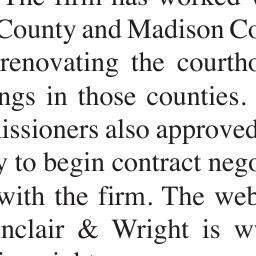 The firm has worked
County and Madison Co
renovating the courtho
ngs in those counties.
issioners also approved
y to begin contract nego
with the firm. The web
nclair & Wright is w